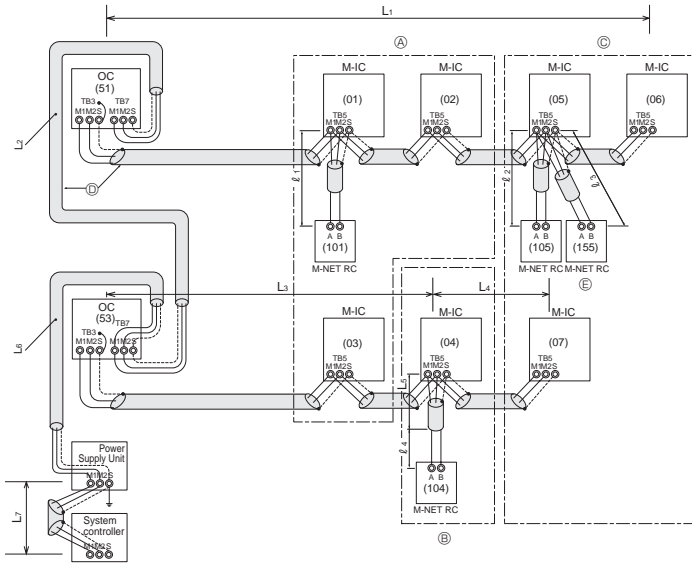 L1
Ⓐ
Ⓒ
M-IC
M-IC
M-IC
M-IC
OC
(51)
TB3 TB7
M1M2S M1M2S
(01)
TB5
M1M2S
(02)
TB5
M1M2S
(05)
TB5
M1M2S
(06)
TB5
M1M2S
L2
Ⓓ
ℓ1
ℓ2
ℓ3
A B
(101)
M-NET RC
A B
(105)
M-NET RC
A B
(155)
M-NET RC
Ⓔ
L3
L4
M-IC
M-IC
M-IC
OC
(53)
TB3 TB7
M1M2S M1M2S
(03)
TB5
M1M2S
(04)
TB5
M1M2S
(07)
TB5
M1M2S
L6
L5
ℓ4
A B
(104)
M-NET RC
Ⓑ
Power
Supply Unit
M1M2S
L7
System
controller
M1M2S